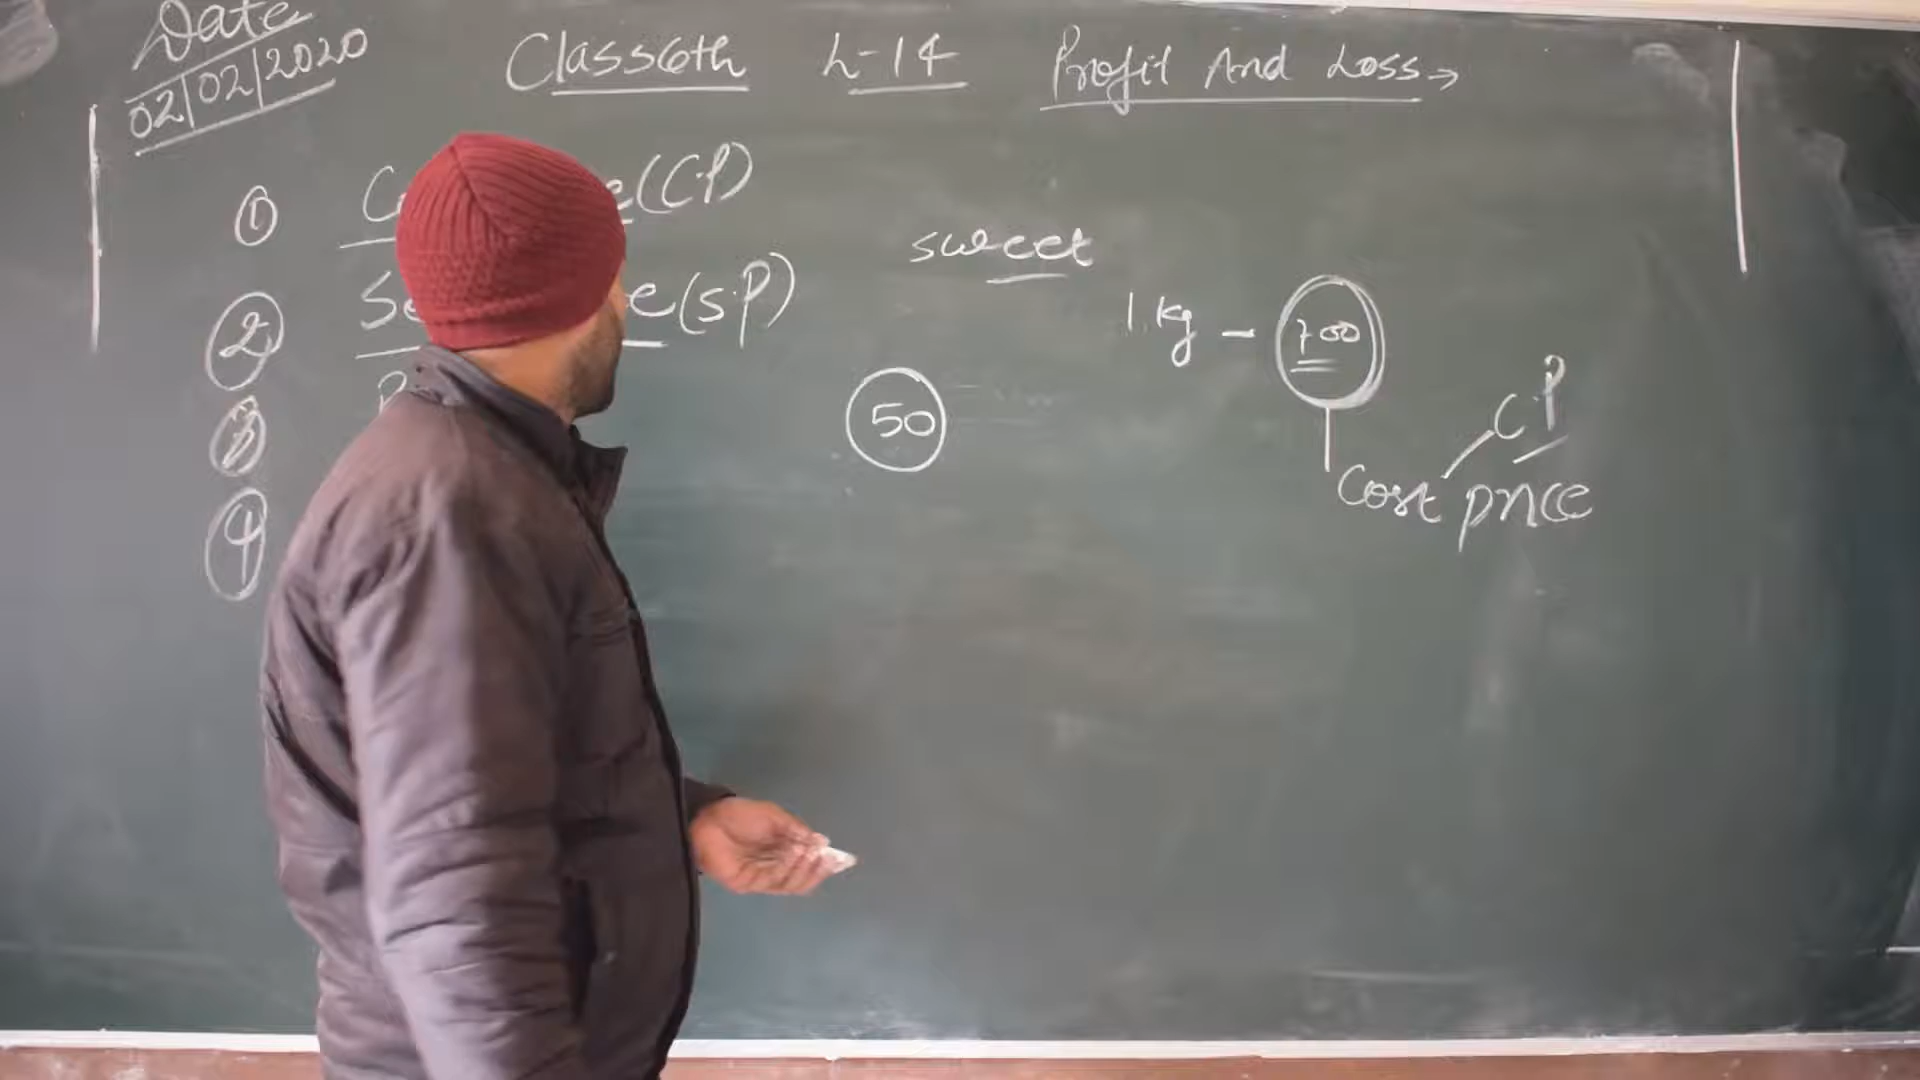 Date
02/02/2020
Class 6th L-14 Profit And Loss→
① (C.P)
② (S.P)
③
④
sweet
1 kg - 700
50
C.P
Cost price